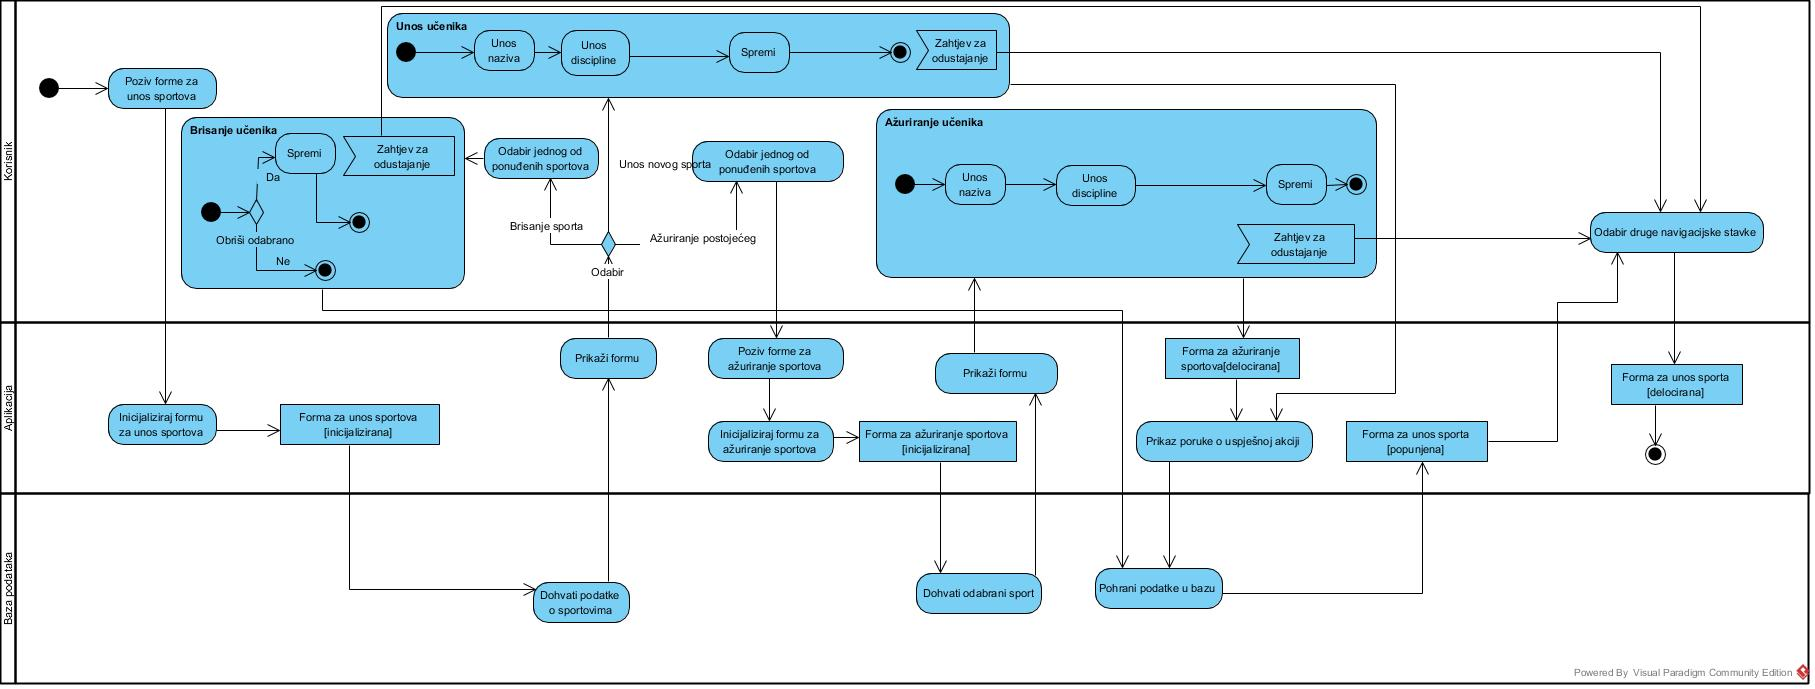 Korisnik
Unos učenika
Unos
naziva
Unos
discipline
Spremi
Zahtjev za
odustajanje
Poziv forme za
unos sportova
Brisanje učenika
Spremi
Zahtjev za
odustajanje
Da
Obriši odabrano
Ne
Odabir jednog od
ponuđenih sportova
Brisanje sporta
Unos novog sporta
Odabir jednog od
ponuđenih sportova
Ažuriranje postojećeg
Odabir
Ažuriranje učenika
Unos
naziva
Unos
discipline
Spremi
Zahtjev za
odustajanje
Odabir druge navigacijske stavke
Aplikacija
Prikaži formu
Poziv forme za
ažuriranje sportova
Prikaži formu
Forma za ažuriranje
sportova[delocirana]
Forma za unos sporta
[delocirana]
Inicijaliziraj formu
za unos sportova
Forma za unos sportova
[inicijalizirana]
Inicijaliziraj formu za
ažuriranje sportova
Forma za ažuriranje sportova
[inicijalizirana]
Prikaz poruke o uspješnoj akciji
Forma za unos sporta
[popunjena]
Baza podataka
Dohvati podatke
o sportovima
Dohvati odabrani sport
Pohrani podatke u bazu
Powered By Visual Paradigm Community Edition